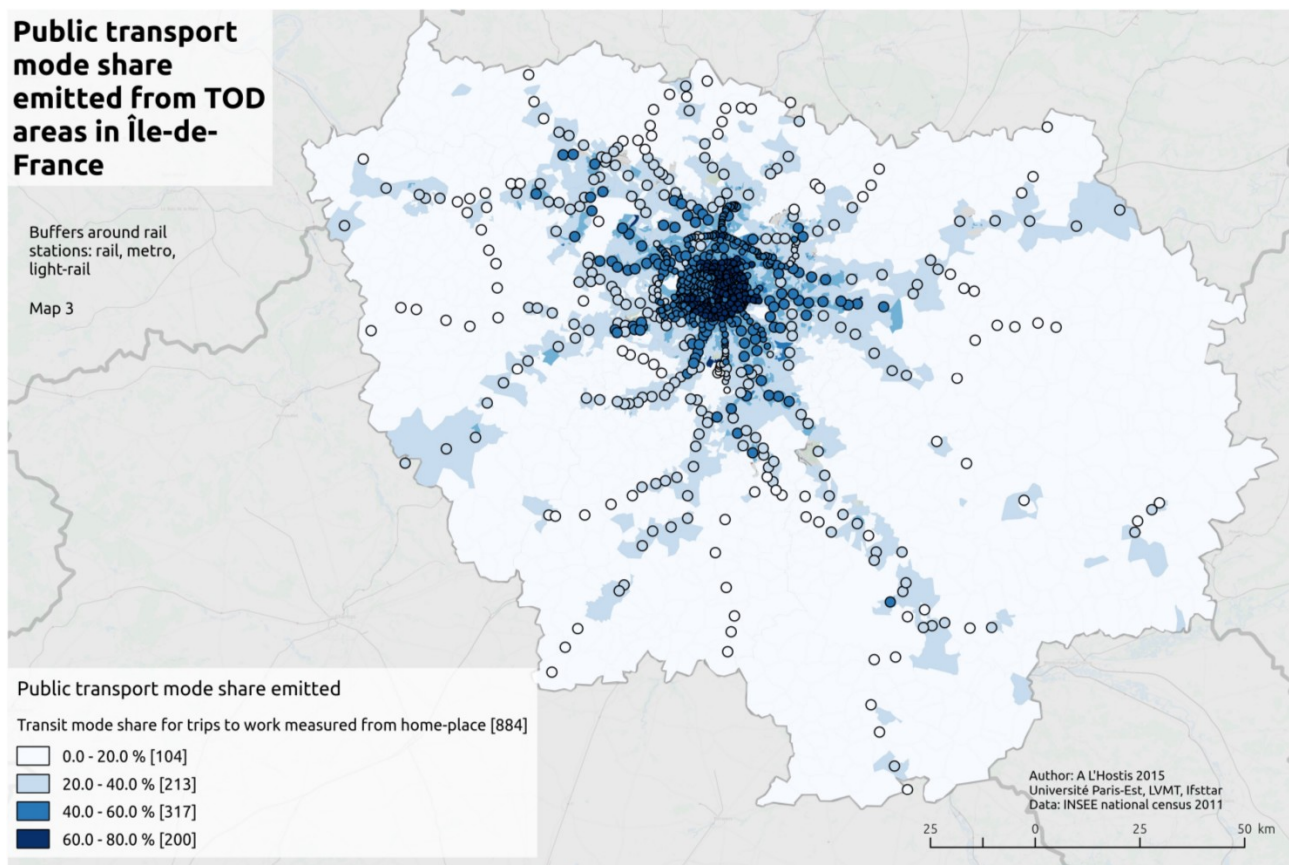 Public transport
mode share
emitted from TOD
areas in Île-de-
France
Buffers around rail
stations: rail, metro,
light-rail
Map 3
Public transport mode share emitted
Transit mode share for trips to work measured from home-place [884]
0.0 - 20.0 % [104]
20.0 - 40.0 % [213]
40.0 - 60.0 % [317]
60.0 - 80.0 % [200]
Author: A L'Hostis 2015
Université Paris-Est, LVMT, Ifsttar
Data: INSEE national census 2011
25 0 25 50 km